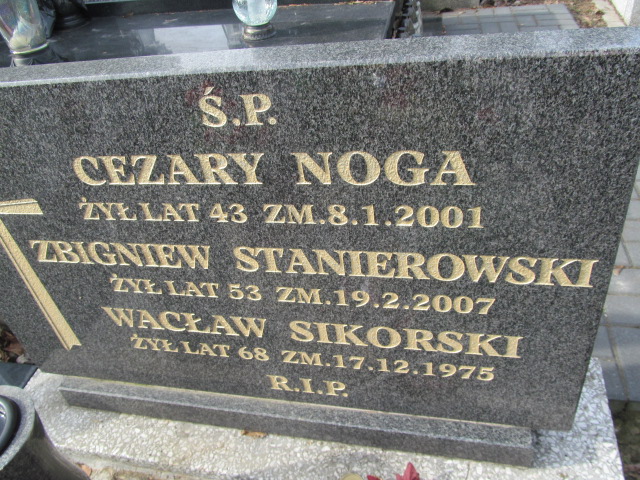 Ś.P.
CEZARY NOGA
ŻYŁ LAT 43 ZM.8.1.2001
ZBIGNIEW STANIEROWSKI
ŻYŁ LAT 53 ZM.19.2.2007
WACŁAW SIKORSKI
ŻYŁ LAT 68 ZM.17.12.1975
R.I.P.